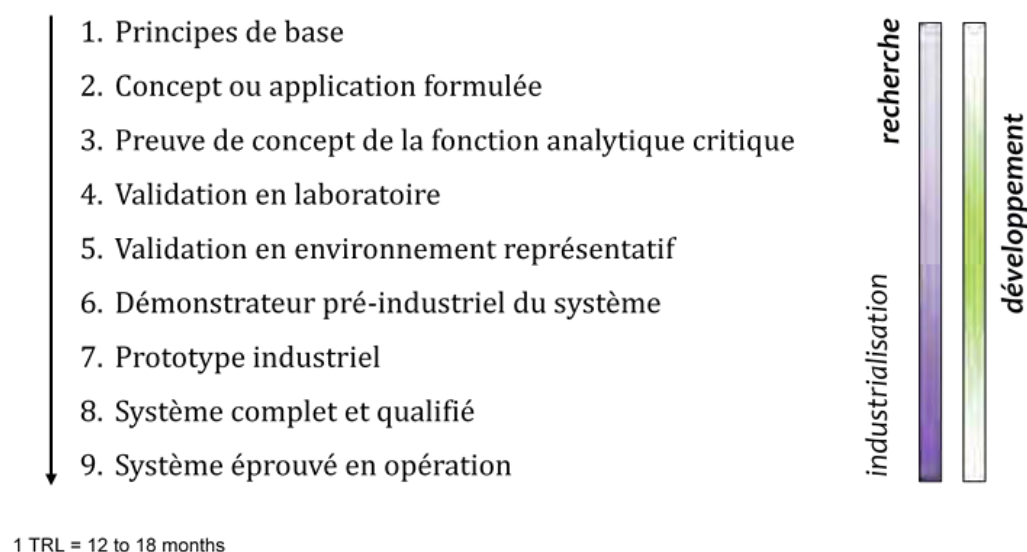 1. Principes de base
2. Concept ou application formulée
3. Preuve de concept de la fonction analytique critique
4. Validation en laboratoire
5. Validation en environnement représentatif
6. Démonstrateur pré-industriel du système
7. Prototype industriel
8. Système complet et qualifié
9. Système éprouvé en opération
recherche
industrialisation
développement
1 TRL = 12 to 18 months